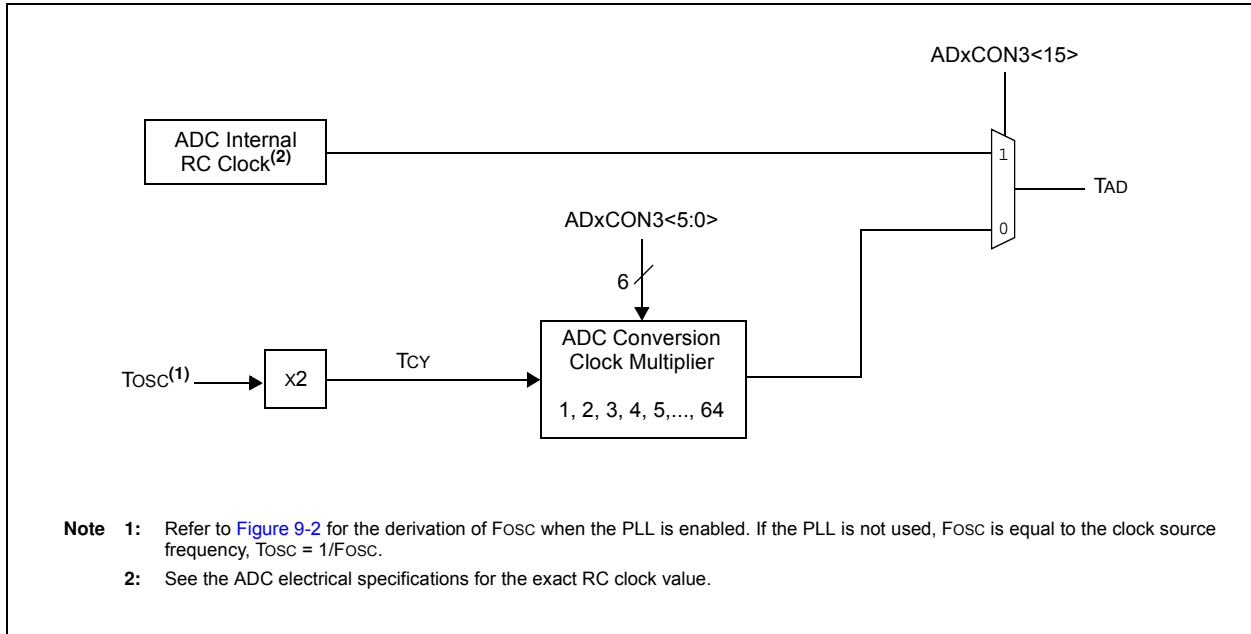 ADxCON3<15>
ADC Internal
RC Clock(2)
1
TAD
ADxCON3<5:0>
0
6
ADC Conversion
Clock Multiplier
TOSC(1)
X2
TCY
1, 2, 3, 4, 5,..., 64
Note 1: Refer to Figure 9-2 for the derivation of FOSC when the PLL is enabled. If the PLL is not used, FOSC is equal to the clock source
frequency, TOSC = 1/FOSC.
2: See the ADC electrical specifications for the exact RC clock value.